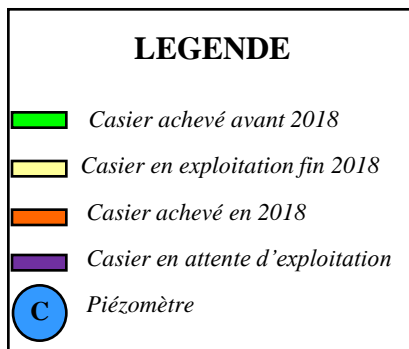 LEGENDE
Casier achevé avant 2018
Casier en exploitation fin 2018
Casier achevé en 2018
Casier en attente d'exploitation
C Piézomètre